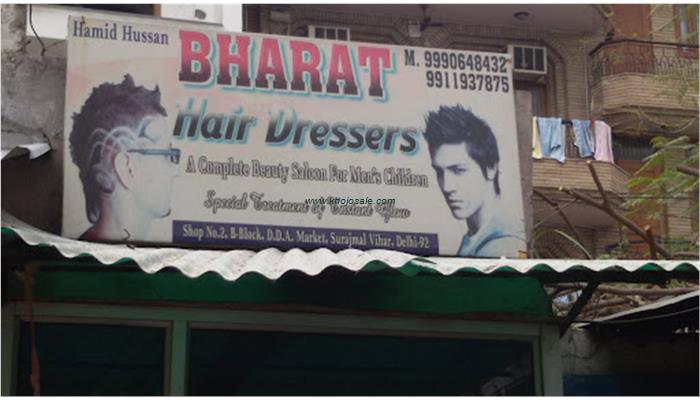 Hamid Hussan
BHARAT
M. 9990648432
9911937875
Hair Dressers
A Complete Beauty Saloon For Men's Children
Special Treatment of Instant Glow
www.khojosale.com
Shop No.2, B-Block, D.D.A. Market, Surajmal Vihar, Delhi-92